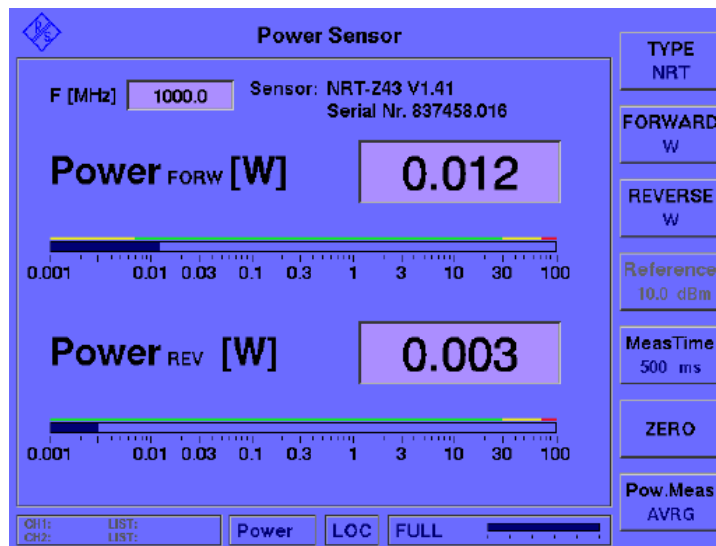 R/S
Power Sensor
F [MHz] 1000.0
Sensor: NRT-Z43 V1.41
Serial Nr. 837458.016
Power FORW [W] 0.012
0.001 0.01 0.03 0.1 0.3 1 3 10 30 100
Power REV [W] 0.003
0.001 0.01 0.03 0.1 0.3 1 3 10 30 100
CH1: LIST:
CH2: LIST:
Power LOC FULL
TYPE
NRT
FORWARD
W
REVERSE
W
Reference
10.0 dBm
MeasTime
500 ms
ZERO
Pow.Meas
AVRG